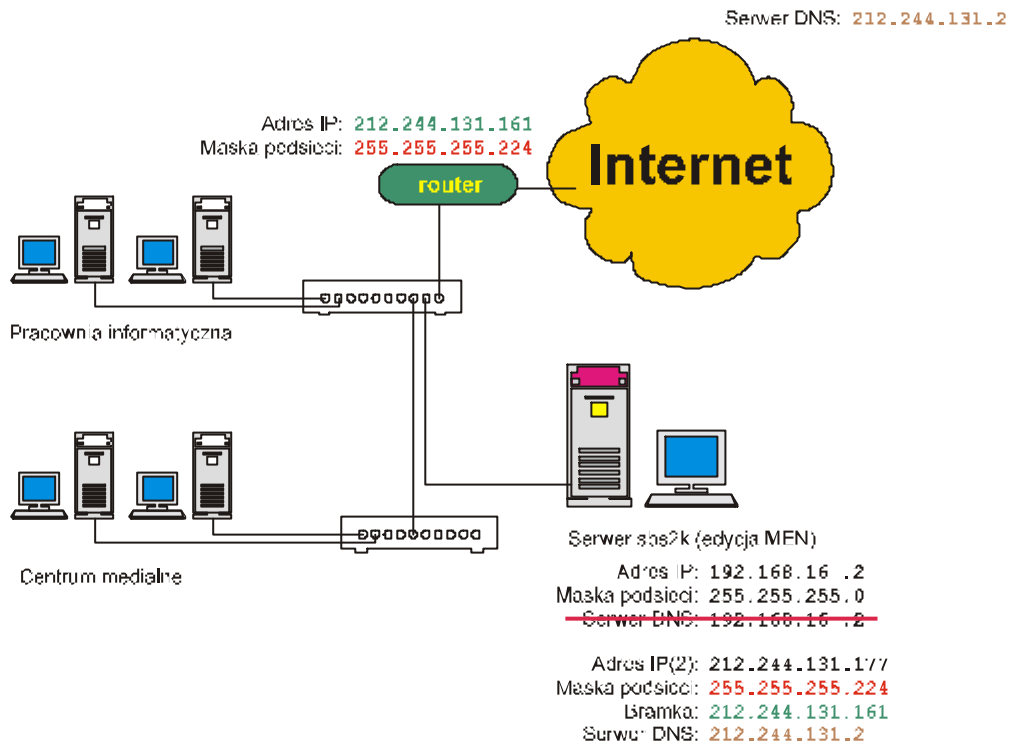 Serwer DNS: 212.244.131.2
Adres IP: 212.244.131.161
Maska podsieci: 255.255.255.224
router
Internet
Pracownia informatyczna
Centrum medialne
Serwer sbs2k (edycja MEN)
Adres IP: 192.168.16 .2
Maska podsieci: 255.255.255.0
Serwer DNS: 192.168.16 .2
Adres IP(2): 212.244.131.177
Maska podsieci: 255.255.255.224
Bramka: 212.244.131.161
Serwer DNS: 212.244.131.2